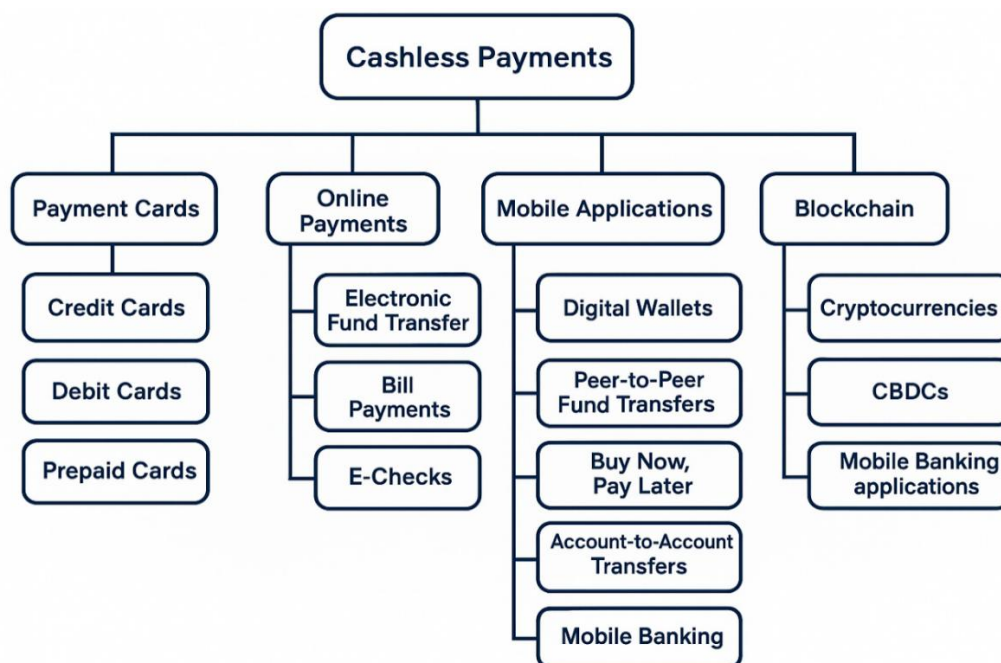 Cashless Payments
Payment Cards
Credit Cards
Debit Cards
Prepaid Cards
Online
Payments
Electronic
Fund Transfer
Bill
Payments
E-Checks
Mobile Applications
Digital Wallets
Peer-to-Peer
Fund Transfers
Buy Now,
Pay Later
Account-to-Account
Transfers
Mobile Banking
Blockchain
Cryptocurrencies
CBDCs
Mobile Banking
applications